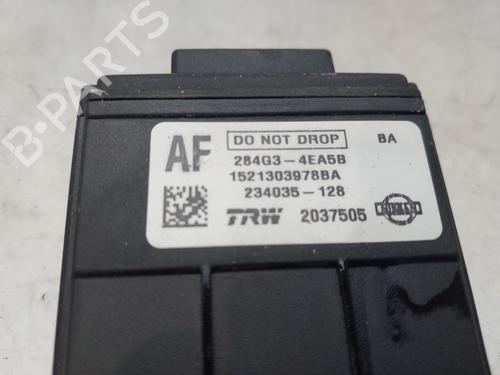 B-PARTS
AF
DO NOT DROP
BA
284G3-4EA5B
1521303978BA
234035-128
TRW 2037505 NISSAN